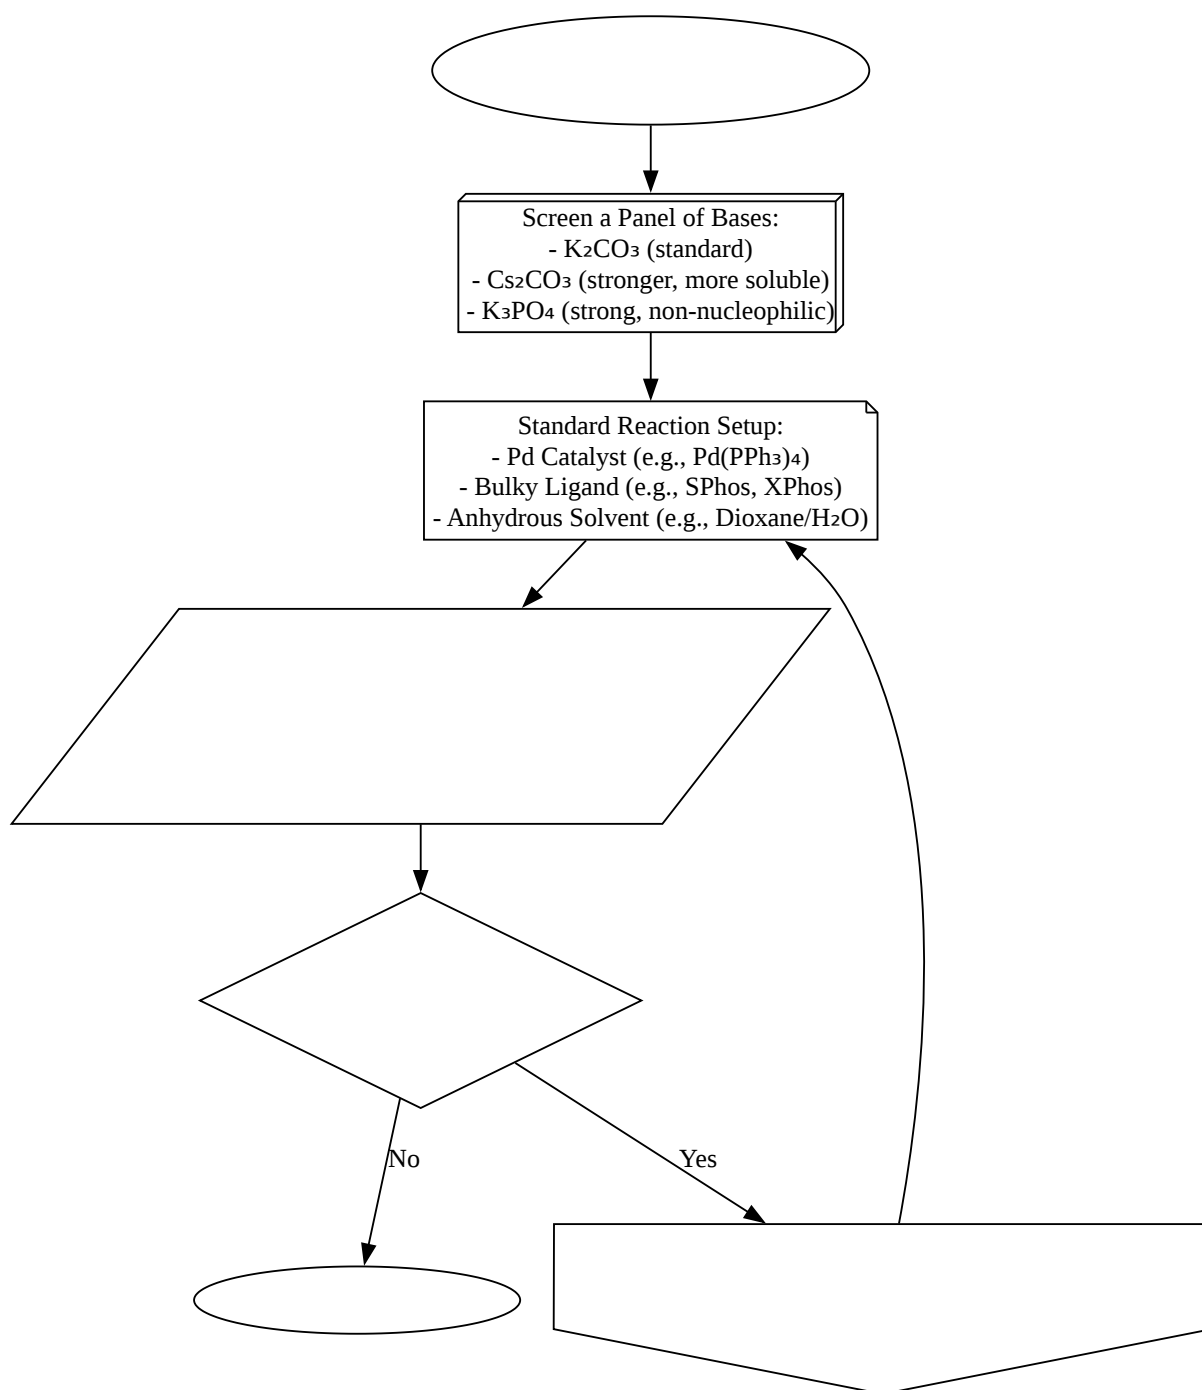 Screen a Panel of Bases:
- K₂CO₃ (standard)
- Cs₂CO₃ (stronger, more soluble)
- K₃PO₄ (strong, non-nucleophilic)
Standard Reaction Setup:
- Pd Catalyst (e.g., Pd(PPh₃)₄)
- Bulky Ligand (e.g., SPhos, XPhos)
- Anhydrous Solvent (e.g., Dioxane/H₂O)
No
Yes